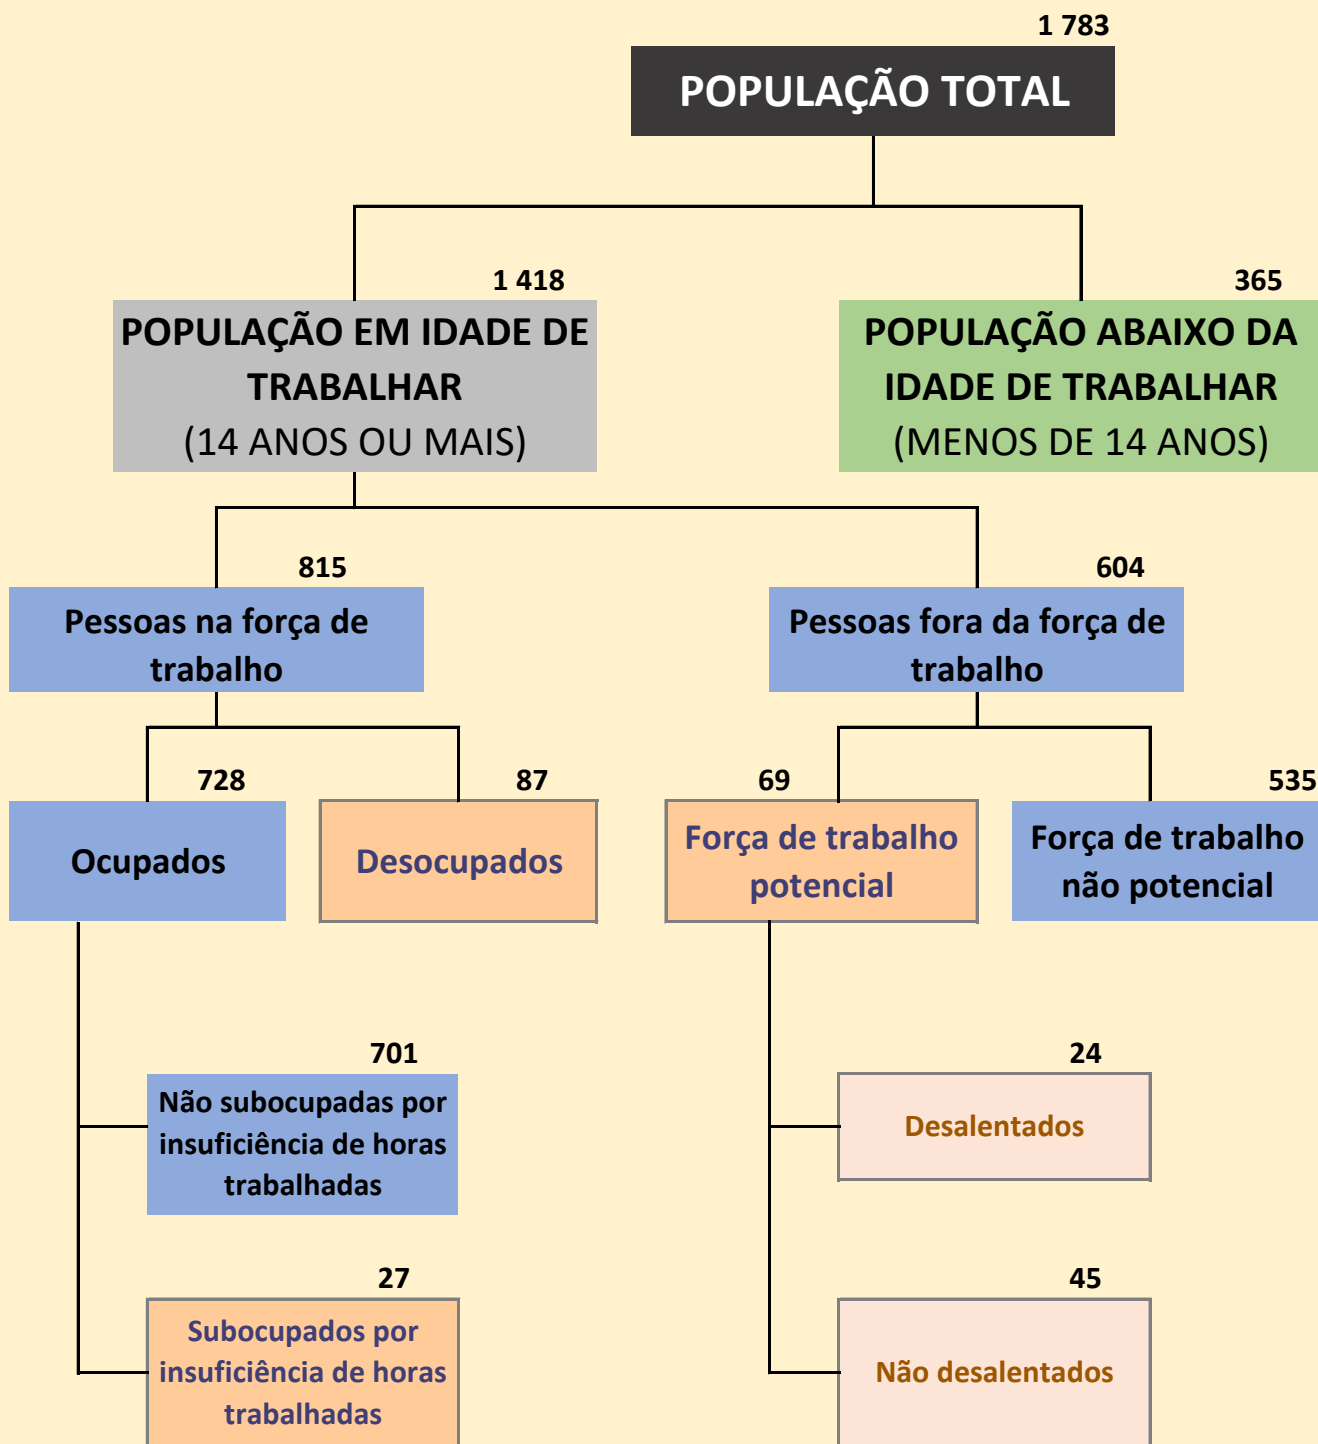 1 783
POPULAÇÃO TOTAL
1 418
POPULAÇÃO EM IDADE DE
TRABALHAR
(14 ANOS OU MAIS)
365
POPULAÇÃO ABAIXO DA
IDADE DE TRABALHAR
(MENOS DE 14 ANOS)
815
Pessoas na força de
trabalho
604
Pessoas fora da força de
trabalho
728
Ocupados
87
Desocupados
69
Força de trabalho
potencial
535
Força de trabalho
não potencial
701
Não subocupadas por
insuficiência de horas
trabalhadas
24
Desalentados
27
Subocupados por
insuficiência de horas
trabalhadas
45
Não desalentados